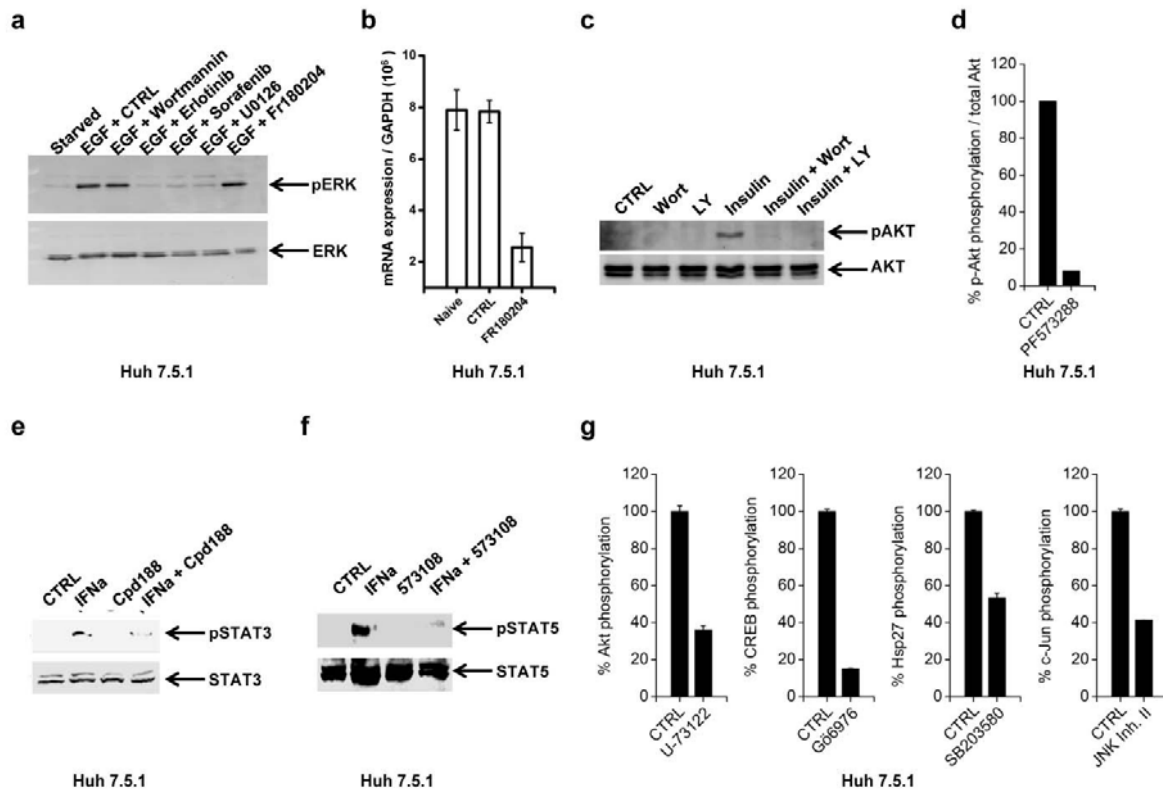 a
Starved
EGF + CTRL
EGF + Wortmannin
EGF + Erlotinib
EGF + Sorafenib
EGF + U0126
EGF + Fr180204
pERK
ERK
Huh 7.5.1
b
mRNA expression / GAPDH (10⁶)
8
6
4
2
Naive
CTRL
FR180204
Huh 7.5.1
c
CTRL
Wort
LY
Insulin
Insulin + Wort
Insulin + LY
pAKT
AKT
Huh 7.5.1
d
% p-Akt phosphorylation / total Akt
120
100
80
60
40
20
0
CTRL
PF573288
Huh 7.5.1
e
CTRL
IFNa
Cpd188
IFNa + Cpd188
pSTAT3
STAT3
Huh 7.5.1
f
CTRL
IFNa
573108
IFNa + 573108
pSTAT5
STAT5
Huh 7.5.1
g
% Akt phosphorylation
120
100
80
60
40
20
0
CTRL
U-73122
% CREB phosphorylation
120
100
80
60
40
20
0
CTRL
Gö6976
% Hsp27 phosphorylation
120
100
80
60
40
20
0
CTRL
SB203580
% c-Jun phosphorylation
120
100
80
60
40
20
0
CTRL
JNK Inh. II
Huh 7.5.1